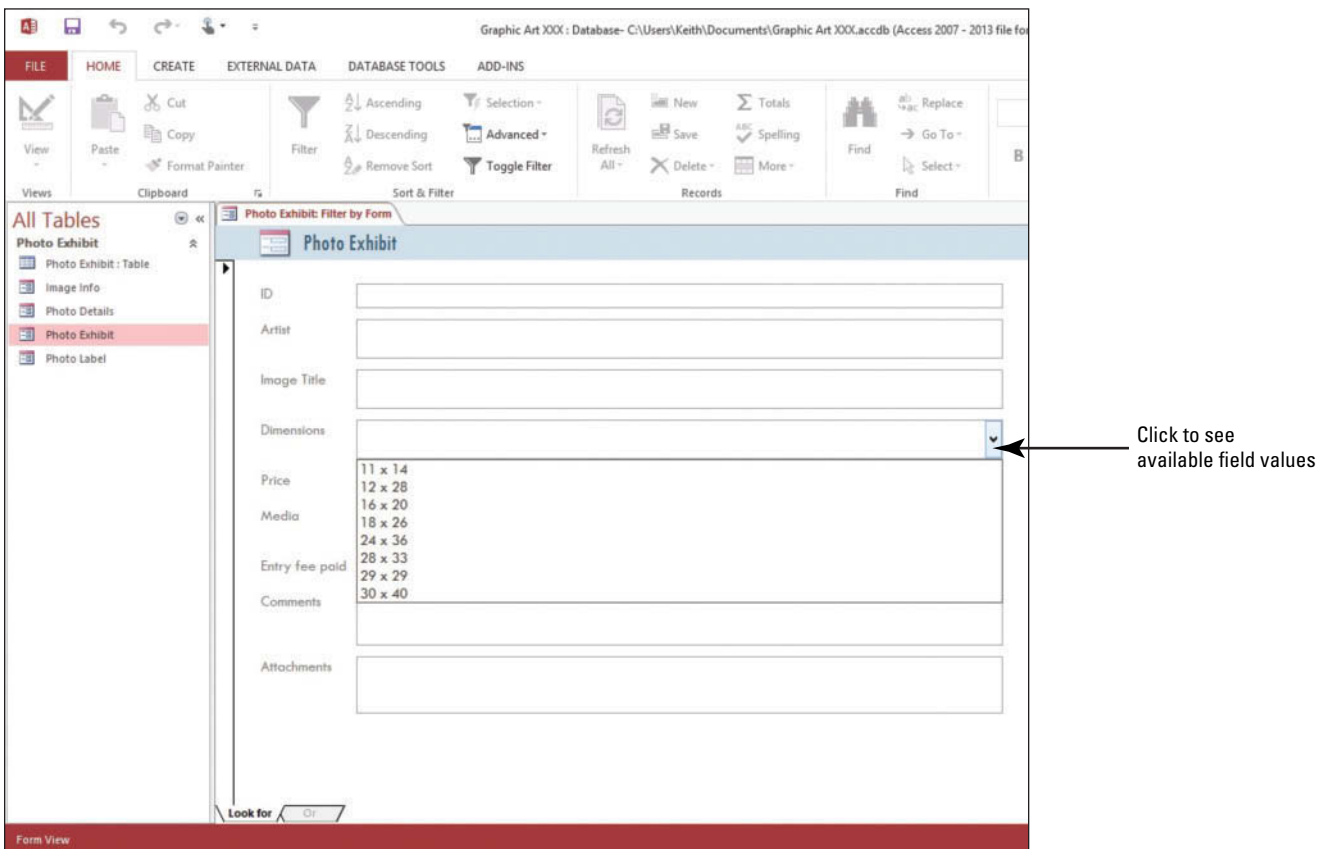 Graphic Art XXX : Database- C:\Users\Keith\Documents\Graphic Art XXX.accdb (Access 2007 - 2013 file for
FILE HOME CREATE EXTERNAL DATA DATABASE TOOLS ADD-INS
View
Views
Paste
Cut
Copy
Format Painter
Clipboard
Filter
Ascending
Descending
Remove Sort
Selection
Advanced
Toggle Filter
Sort & Filter
Refresh
All
New
Save
Delete
Totals
Spelling
More
Records
Find
Replace
Go To
Select
Find
B
All Tables
Photo Exhibit
Photo Exhibit : Table
Image Info
Photo Details
Photo Exhibit
Photo Label
Photo Exhibit: Filter by Form
Photo Exhibit
ID
Artist
Image Title
Dimensions
11 x 14
12 x 28
16 x 20
18 x 26
24 x 36
28 x 33
29 x 29
30 x 40
Price
Media
Entry fee paid
Comments
Attachments
Click to see
available field values
Look for Or
Form View